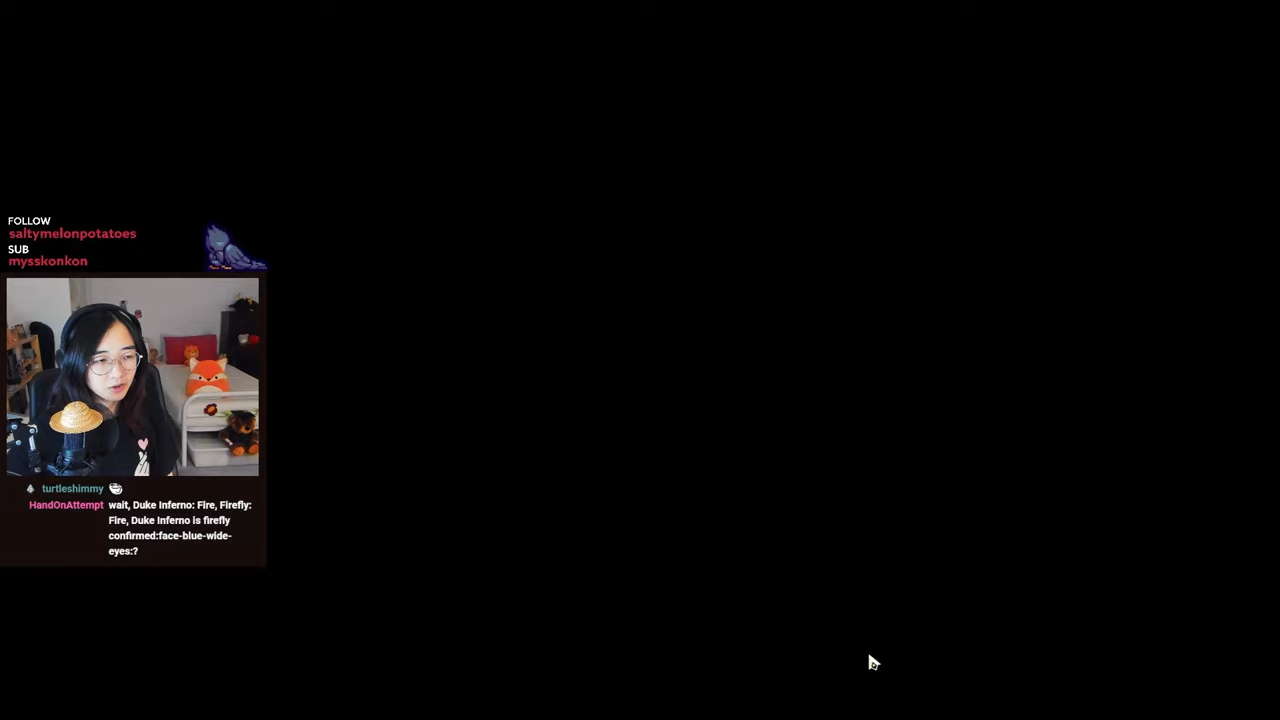 FOLLOW
saltymelonpotatoes
SUB
mysskonkon
turtleshimmy
HandOnAttempt wait, Duke Inferno: Fire, Firefly:
Fire, Duke Inferno is firefly
confirmed:face-blue-wide-
eyes:?